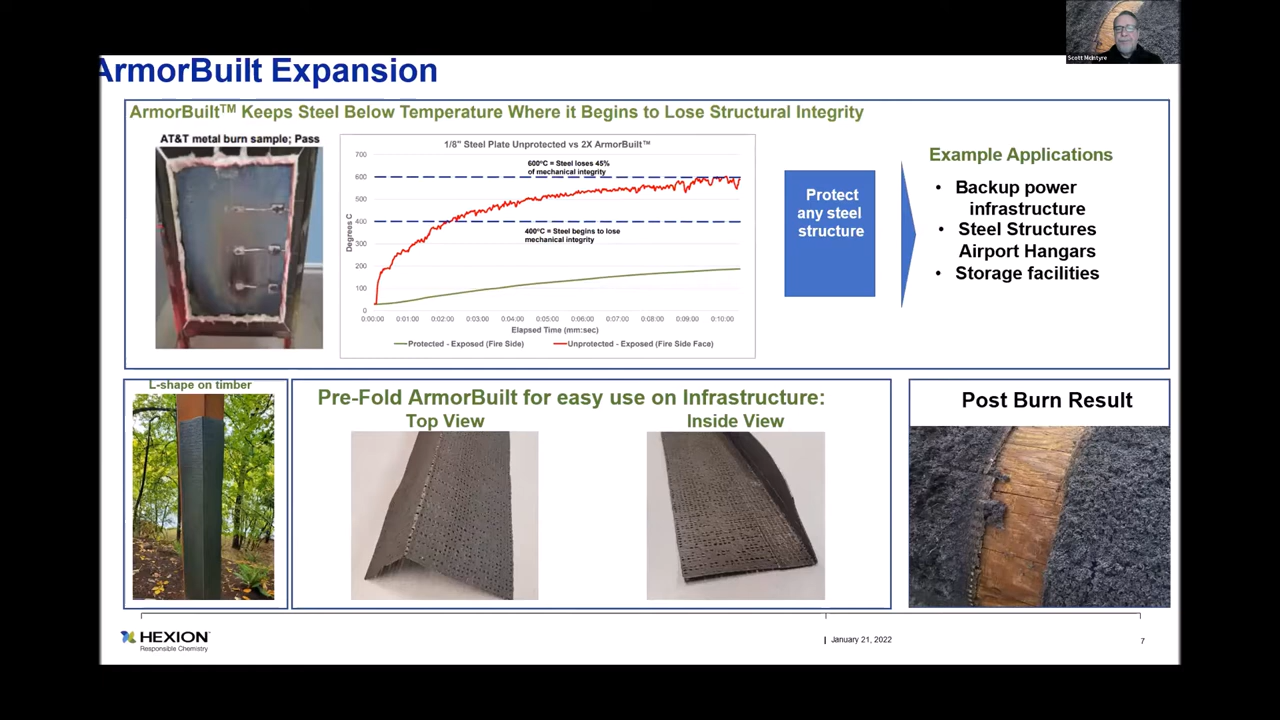 Scott McIntyre
ArmorBuilt Expansion
ArmorBuilt™ Keeps Steel Below Temperature Where it Begins to Lose Structural Integrity
AT&T metal burn sample; Pass
1/8" Steel Plate Unprotected vs 2X ArmorBuilt™
700
600
500
400
300
200
100
0
Degrees C
600°C = Steel loses 45%
of mechanical integrity
400°C = Steel begins to lose
mechanical integrity
0:00:00 0:01:00 0:02:00 0:03:00 0:04:00 0:05:00 0:06:00 0:07:00 0:08:00 0:09:00 0:10:00
Elapsed Time (mm:sec)
Protected - Exposed (Fire Side) Unprotected - Exposed (Fire Side Face)
Protect
any steel
structure
Example Applications
• Backup power
infrastructure
• Steel Structures
Airport Hangars
• Storage facilities
L-shape on timber
Pre-Fold ArmorBuilt for easy use on Infrastructure:
Top View
Inside View
Post Burn Result
HEXION™
Responsible Chemistry
| January 21, 2022
7